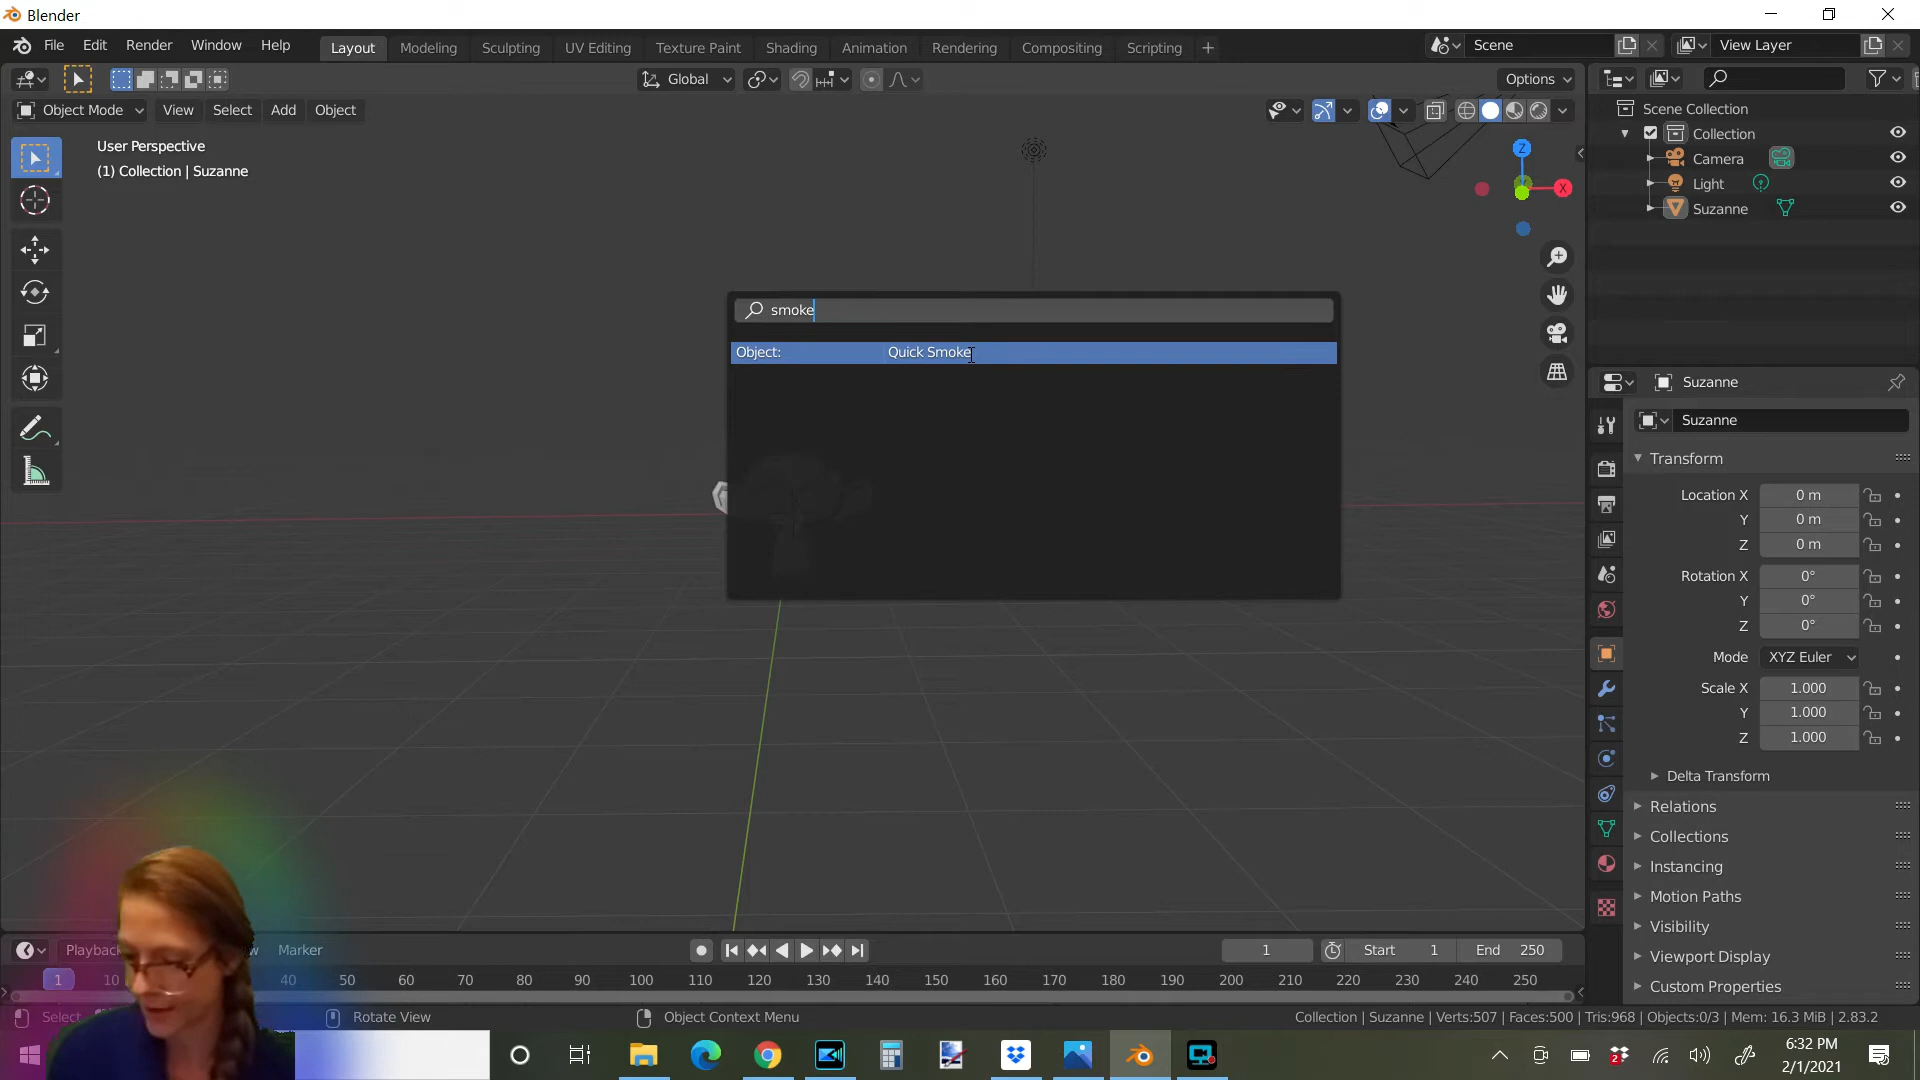 Blender
File Edit Render Window Help Layout Modeling Sculpting UV Editing Texture Paint Shading Animation Rendering Compositing Scripting + Scene View Layer
Global Options
Object Mode View Select Add Object
User Perspective
(1) Collection | Suzanne
Z
X
smoke
Object: Quick Smoke
Scene Collection
Collection
Camera
Light
Suzanne
Suzanne
Suzanne
Transform
Location X 0 m
Y 0 m
Z 0 m
Rotation X 0°
Y 0°
Z 0°
Mode XYZ Euler
Scale X 1.000
Y 1.000
Z 1.000
Delta Transform
Relations
Collections
Instancing
Motion Paths
Visibility
Viewport Display
Custom Properties
Marker 1 Start 1 End 250
1 10 40 50 60 70 80 90 100 110 120 130 140 150 160 170 180 190 200 210 220 230 240 250
Select Rotate View Object Context Menu Collection | Suzanne | Verts:507 | Faces:500 | Tris:968 | Objects:0/3 | Mem: 16.3 MiB | 2.83.2
2
6:32 PM
2/1/2021